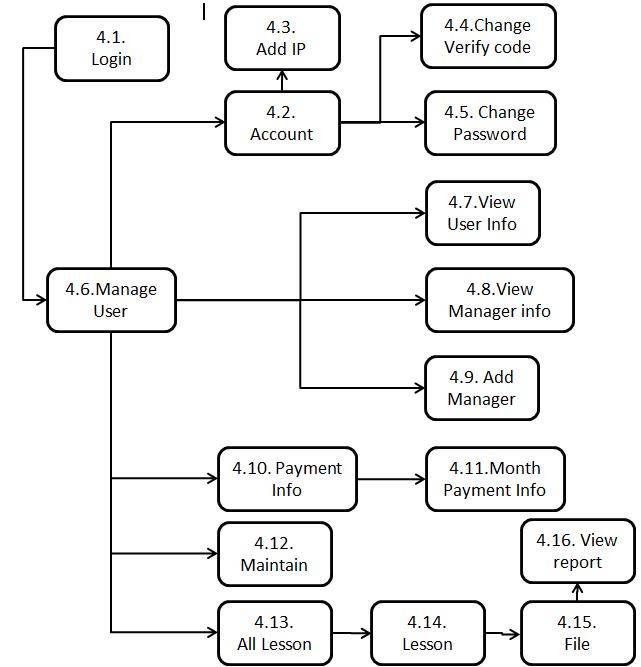 4.1.
Login
4.3.
Add IP
4.4.Change
Verify code
4.2.
Account
4.5. Change
Password
4.7.View
User Info
4.6.Manage
User
4.8.View
Manager info
4.9. Add
Manager
4.10. Payment
Info
4.11.Month
Payment Info
4.12.
Maintain
4.16. View
report
4.13.
All Lesson
4.14.
Lesson
4.15.
File